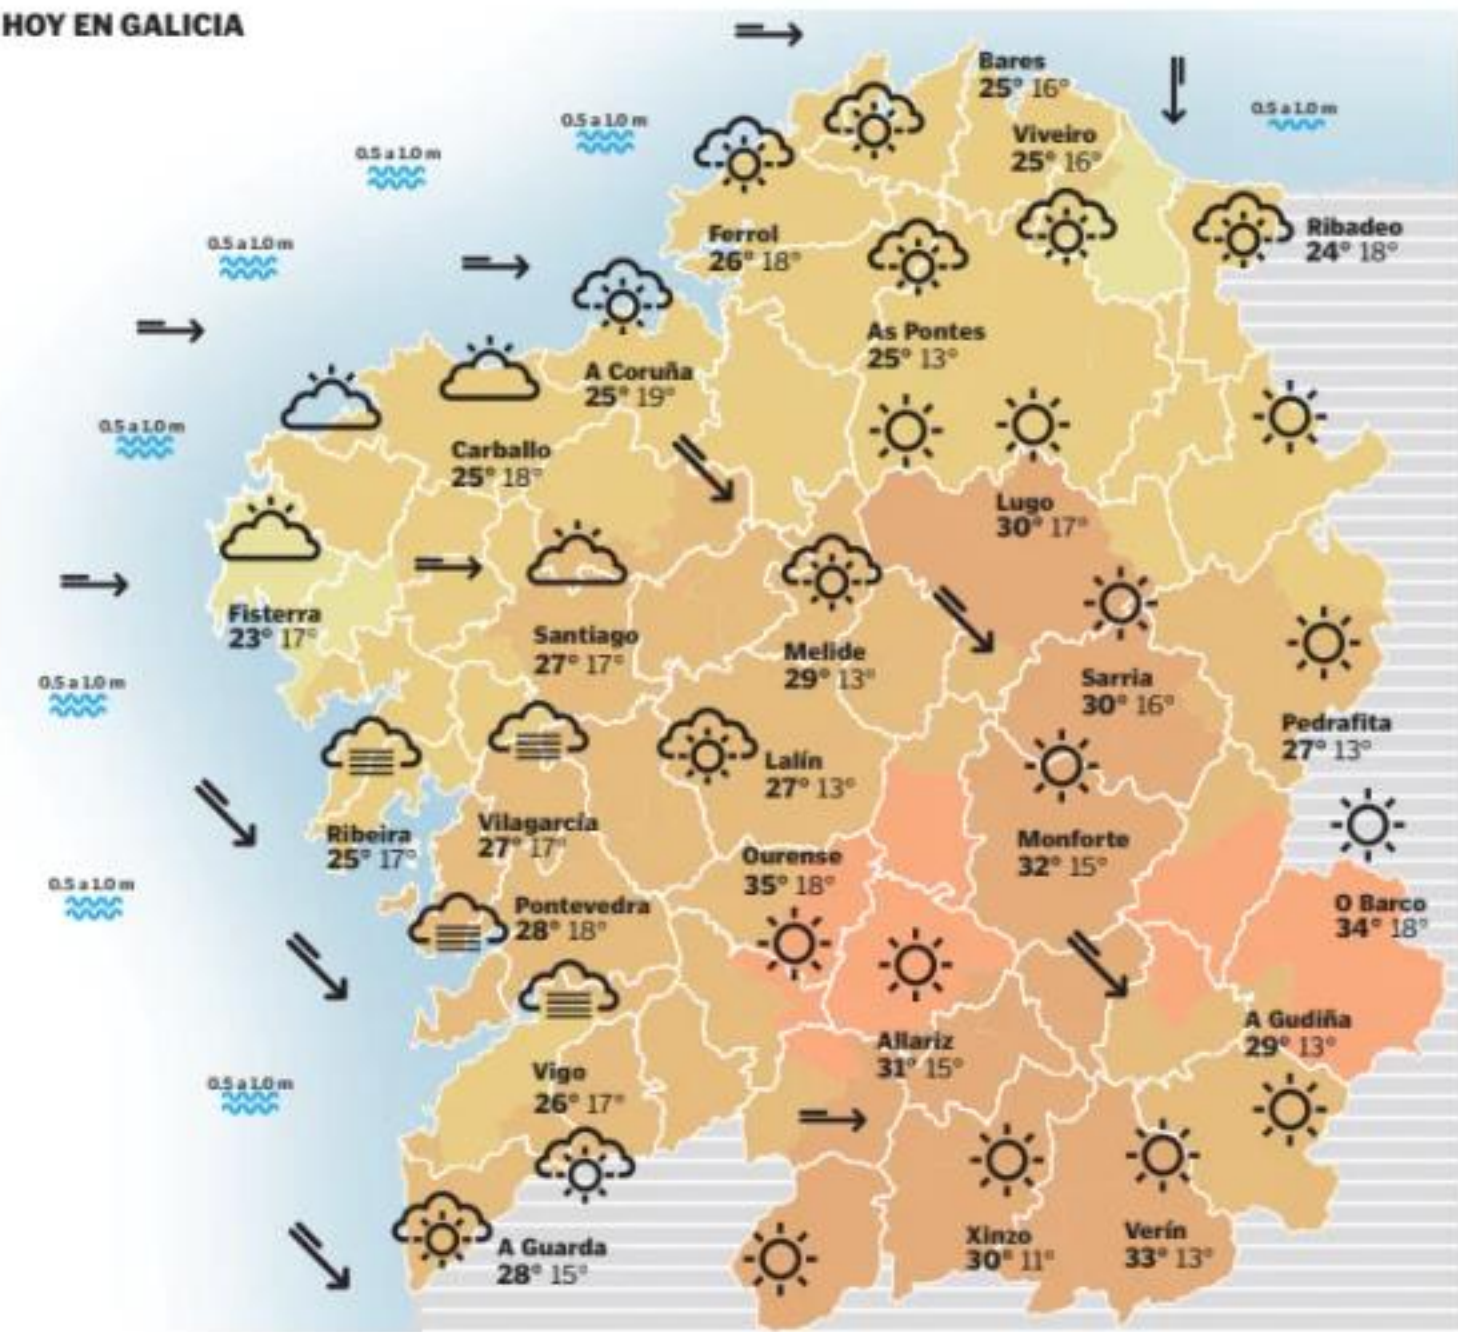 HOY EN GALICIA
Bares
25° 16°
0.5 a 1.0 m
0.5 a 1.0 m
Viveiro
25° 16°
0.5 a 1.0 m
Ribadeo
24° 18°
Ferrol
26° 18°
0.5 a 1.0 m
As Pontes
25° 13°
A Coruña
25° 19°
0.5 a 1.0 m
Carballo
25° 18°
Lugo
30° 17°
Fisterra
23° 17°
Santiago
27° 17°
Melide
29° 13°
Sarria
30° 16°
0.5 a 1.0 m
Pedrafita
27° 13°
Lalín
27° 13°
Ribeira
25° 17°
Vilagarcía
27° 17°
Monforte
32° 15°
Ourense
35° 18°
0.5 a 1.0 m
Pontevedra
28° 18°
O Barco
34° 18°
A Gudiña
29° 13°
Allariz
31° 15°
Vigo
26° 17°
0.5 a 1.0 m
Xinzo
30° 11°
Verín
33° 13°
A Guarda
28° 15°